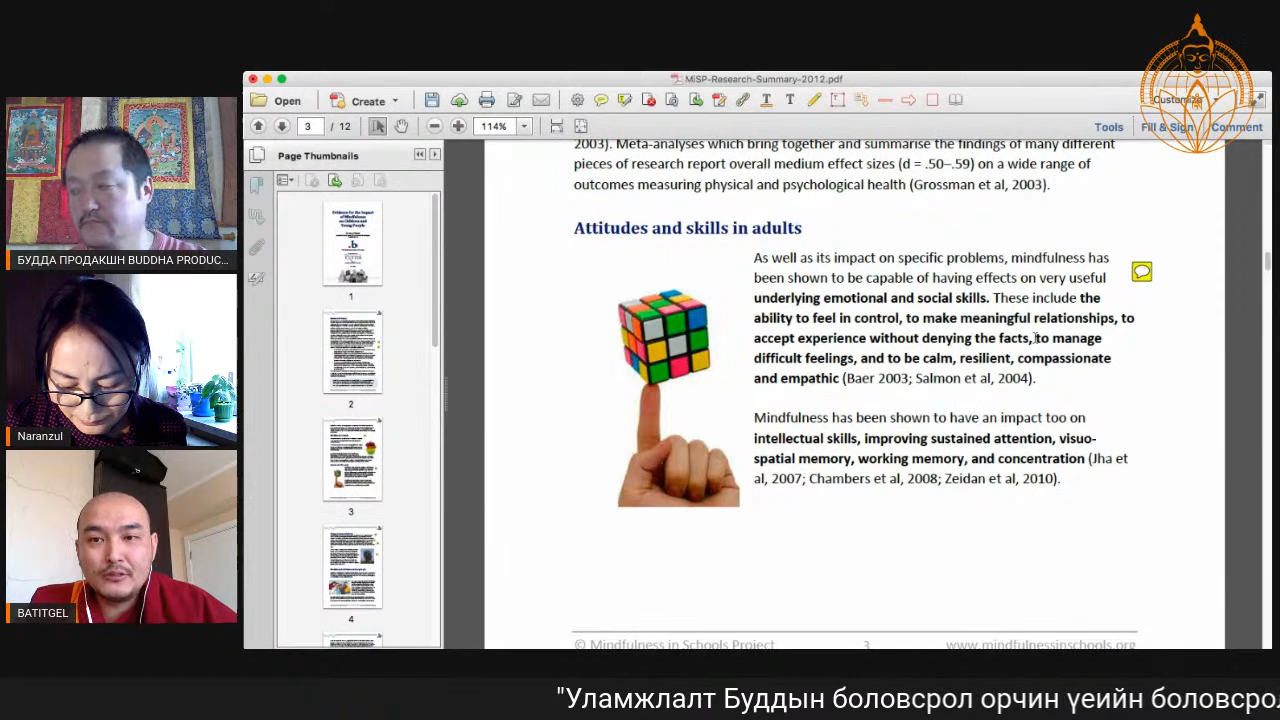 MiSP-Research-Summary-2012.pdf
Open
Create
Customize
3 / 12
114%
Tools
Fill & Sign
Comment
Page Thumbnails
1
2
3
4
2003). Meta-analyses which bring together and summarise the findings of many different
pieces of research report overall medium effect sizes (d = .50–.59) on a wide range of
outcomes measuring physical and psychological health (Grossman et al, 2003).
Attitudes and skills in adults
As well as its impact on specific problems, mindfulness has
been shown to be capable of having effects on very useful
underlying emotional and social skills. These include the
ability to feel in control, to make meaningful relationships, to
accept experience without denying the facts, to manage
difficult feelings, and to be calm, resilient, compassionate
and empathic (Baer 2003; Salmon et al, 2004).
Mindfulness has been shown to have an impact too on
intellectual skills, improving sustained attention, visuo-
spatial memory, working memory, and concentration (Jha et
al, 2007; Chambers et al, 2008; Zeidan et al, 2010).
© Mindfulness in Schools Project
3
www.mindfulnessinschools.org
БУДДА ПРОДАКШН BUDDHA PRODUC...
BATITGEL
"Уламжлалт Буддын боловсрол орчин үеийн боловсро